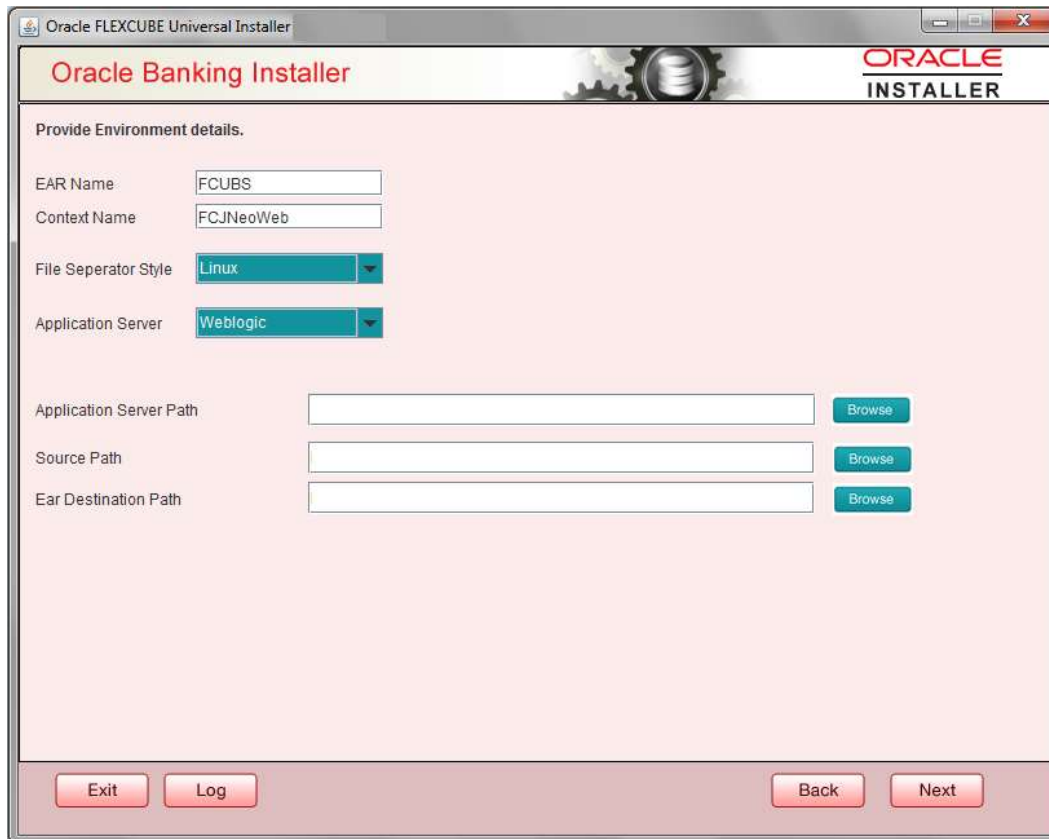 Oracle FLEXCUBE Universal Installer
Oracle Banking Installer
ORACLE
INSTALLER
Provide Environment details.
EAR Name FCUBS
Context Name FCJNeoWeb
File Seperator Style Linux
Application Server Weblogic
Application Server Path Browse
Source Path Browse
Ear Destination Path Browse
Exit Log Back Next